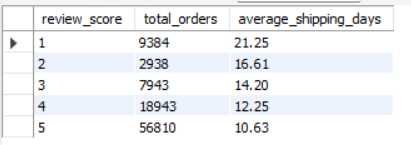 review_score total_orders average_shipping_days
1 9384 21.25
2 2938 16.61
3 7943 14.20
4 18943 12.25
5 56810 10.63